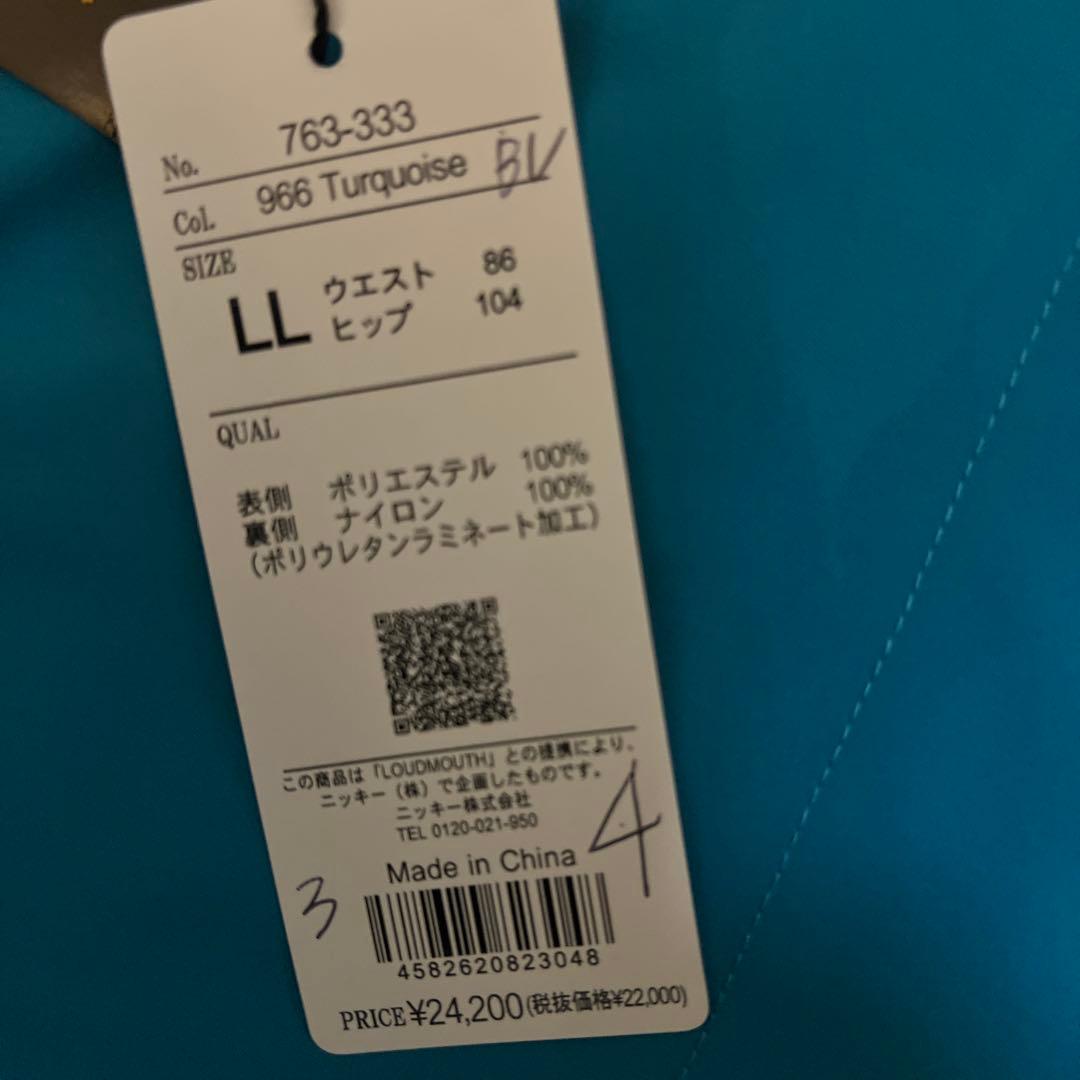 No. 763-333
Col. 966 Turquoise
SIZE
LL ウエスト 86
ヒップ 104
QUAL
表側 ポリエステル 100%
裏側 ナイロン 100%
(ポリウレタンラミネート加工)
この商品は「LOUDMOUTH」との提携により、
ニッキー(株)で企画したものです。
ニッキー株式会社
TEL 0120-021-950
4
Made in China
3
4582620823048
PRICE ¥24,200(税抜価格¥22,000)